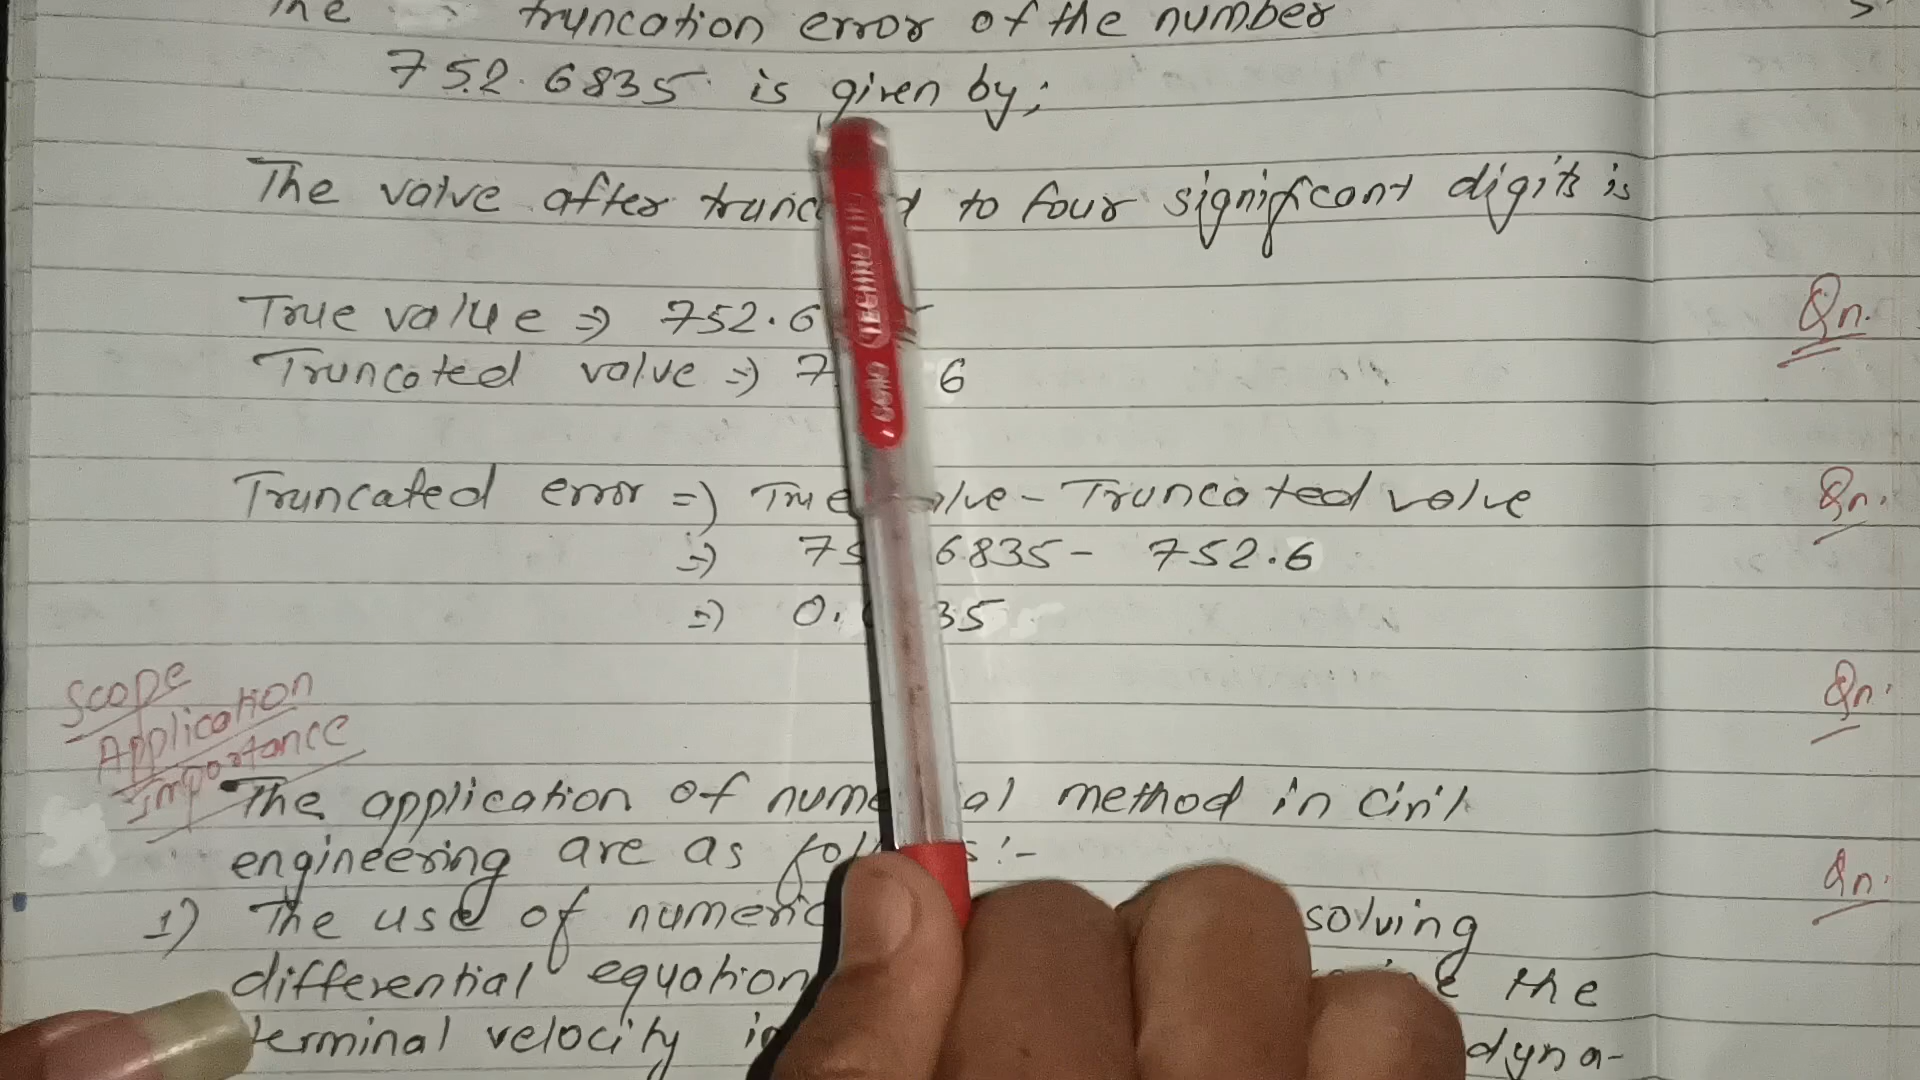 truncation error of the number
752.6835 is given by;
The value after to four significant digits is
True value => 752.6
Truncated value => 7 6
Qn.
Truncated error => True value - Truncated value
Qn.
=> 75 6835 - 752.6
=> 0. 35
Scope
Application
Importance
Qn.
The application of method in Civil
engineering are as :-
Qn.
1) The use of solving
differential equation the
terminal velocity dyna-